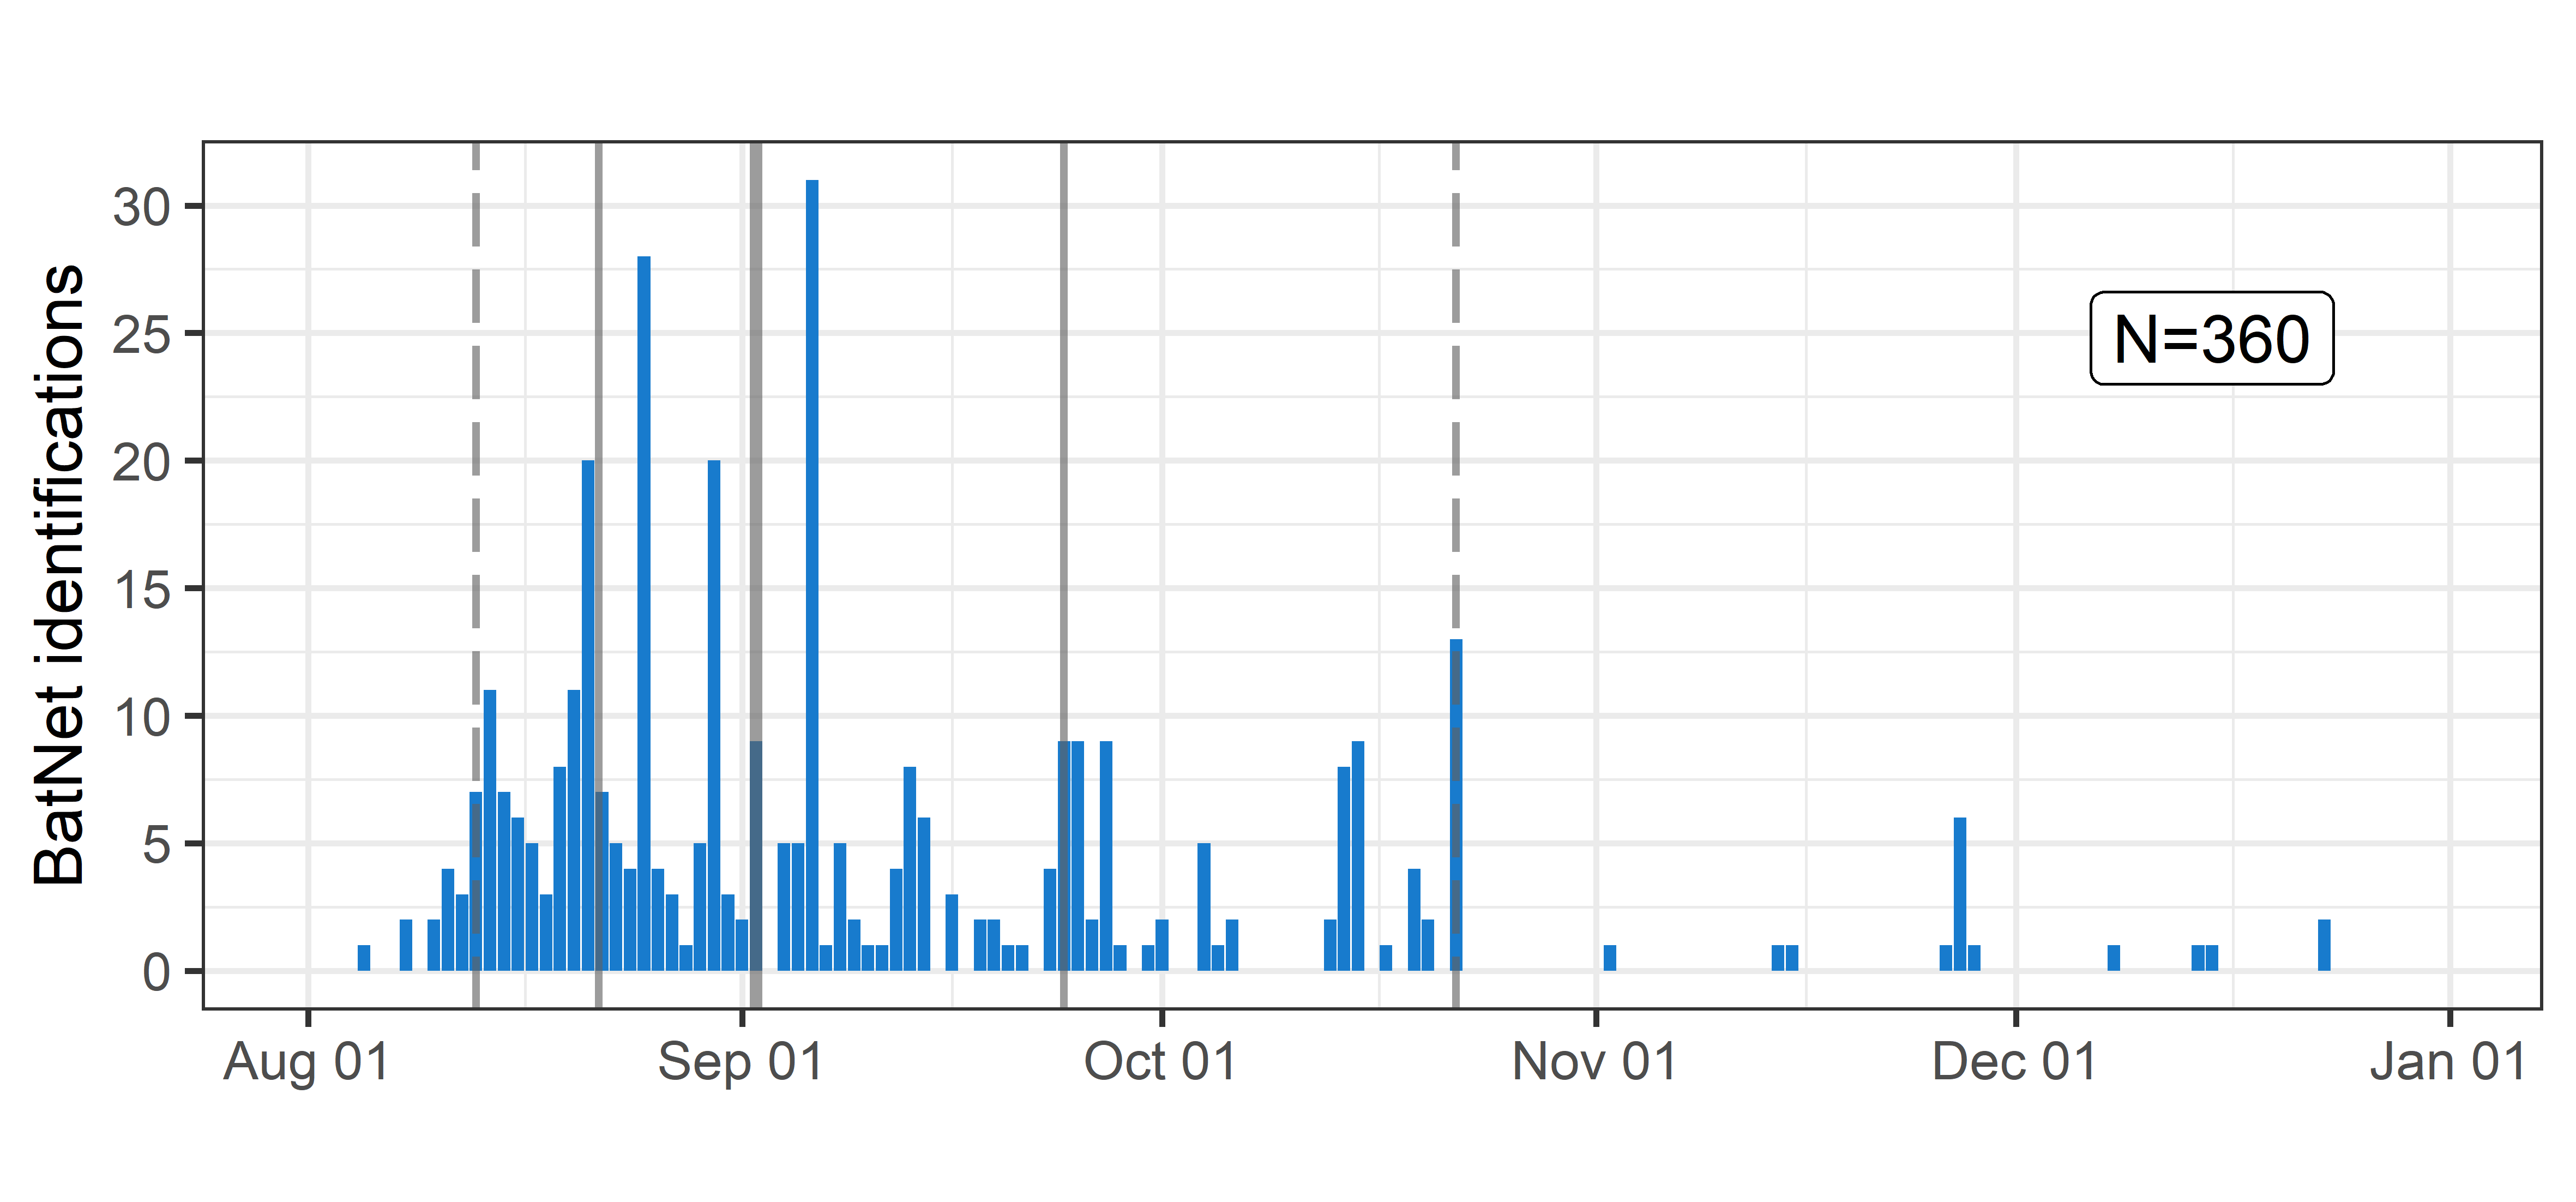 BatNet identifications
30
25
20
15
10
5
0
N=360
Aug 01
Sep 01
Oct 01
Nov 01
Dec 01
Jan 01